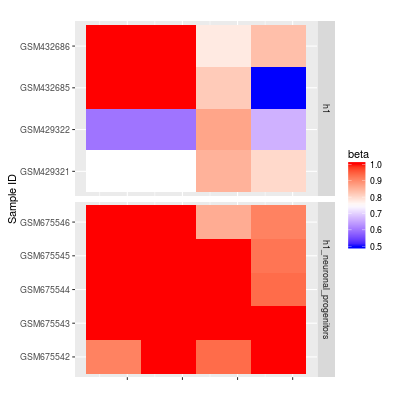 GSM432686
GSM432685
GSM429322
GSM429321
h1
GSM675546
GSM675545
GSM675544
GSM675543
GSM675542
h1_neuronal_progenitors
Sample ID
beta
1.0
0.9
0.8
0.7
0.6
0.5